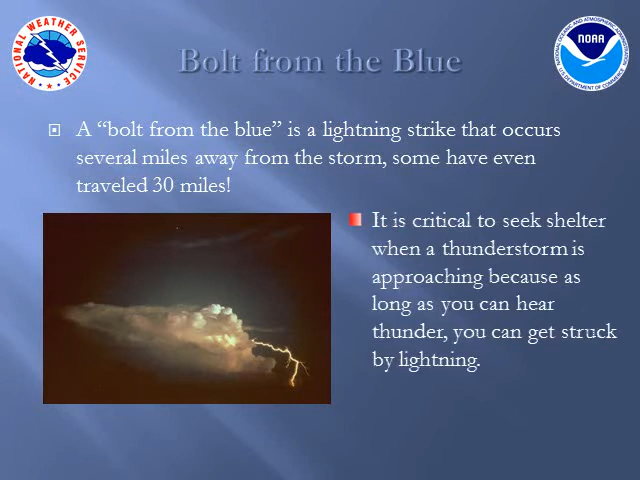 NATIONAL WEATHER SERVICE
NOAA
Bolt from the Blue
A “bolt from the blue” is a lightning strike that occurs
several miles away from the storm, some have even
traveled 30 miles!
It is critical to seek shelter
when a thunderstorm is
approaching because as
long as you can hear
thunder, you can get struck
by lightning.